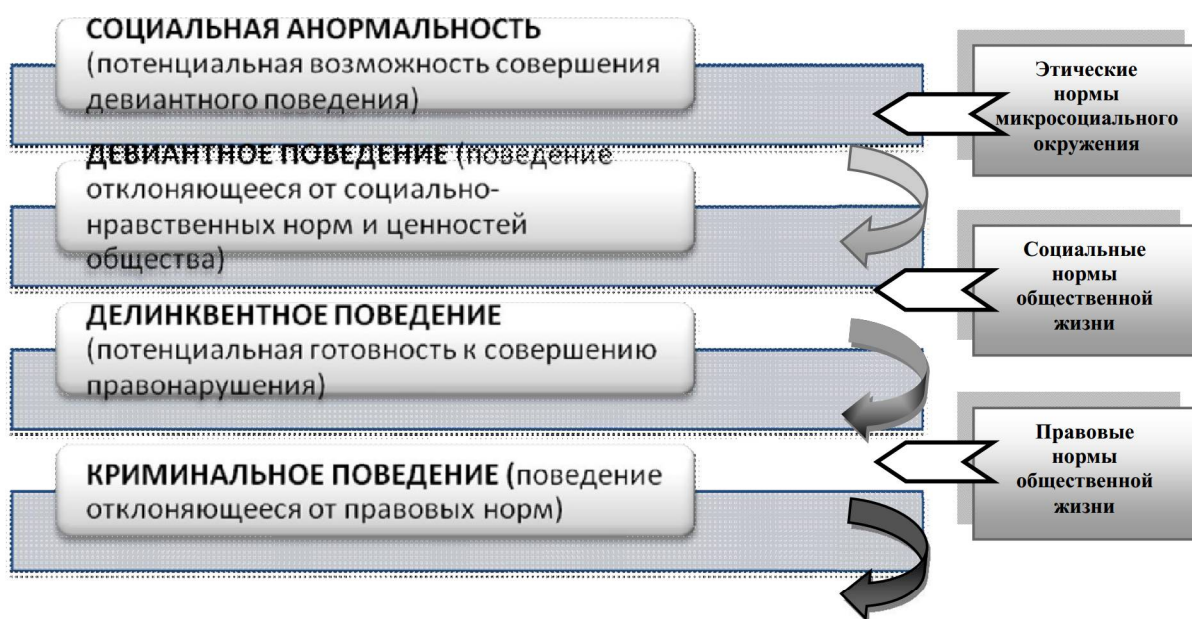 СОЦИАЛЬНАЯ АНОРМАЛЬНОСТЬ
(потенциальная возможность совершения
девиантного поведения)
Этические
нормы
микросоциального
окружения
ДЕВИАНТНОЕ ПОВЕДЕНИЕ (поведение
отклоняющееся от социально-
нравственных норм и ценностей
общества)
Социальные
нормы
общественной
жизни
ДЕЛИНКВЕНТНОЕ ПОВЕДЕНИЕ
(потенциальная готовность к совершению
правонарушения)
Правовые
нормы
общественной
жизни
КРИМИНАЛЬНОЕ ПОВЕДЕНИЕ (поведение
отклоняющееся от правовых норм)